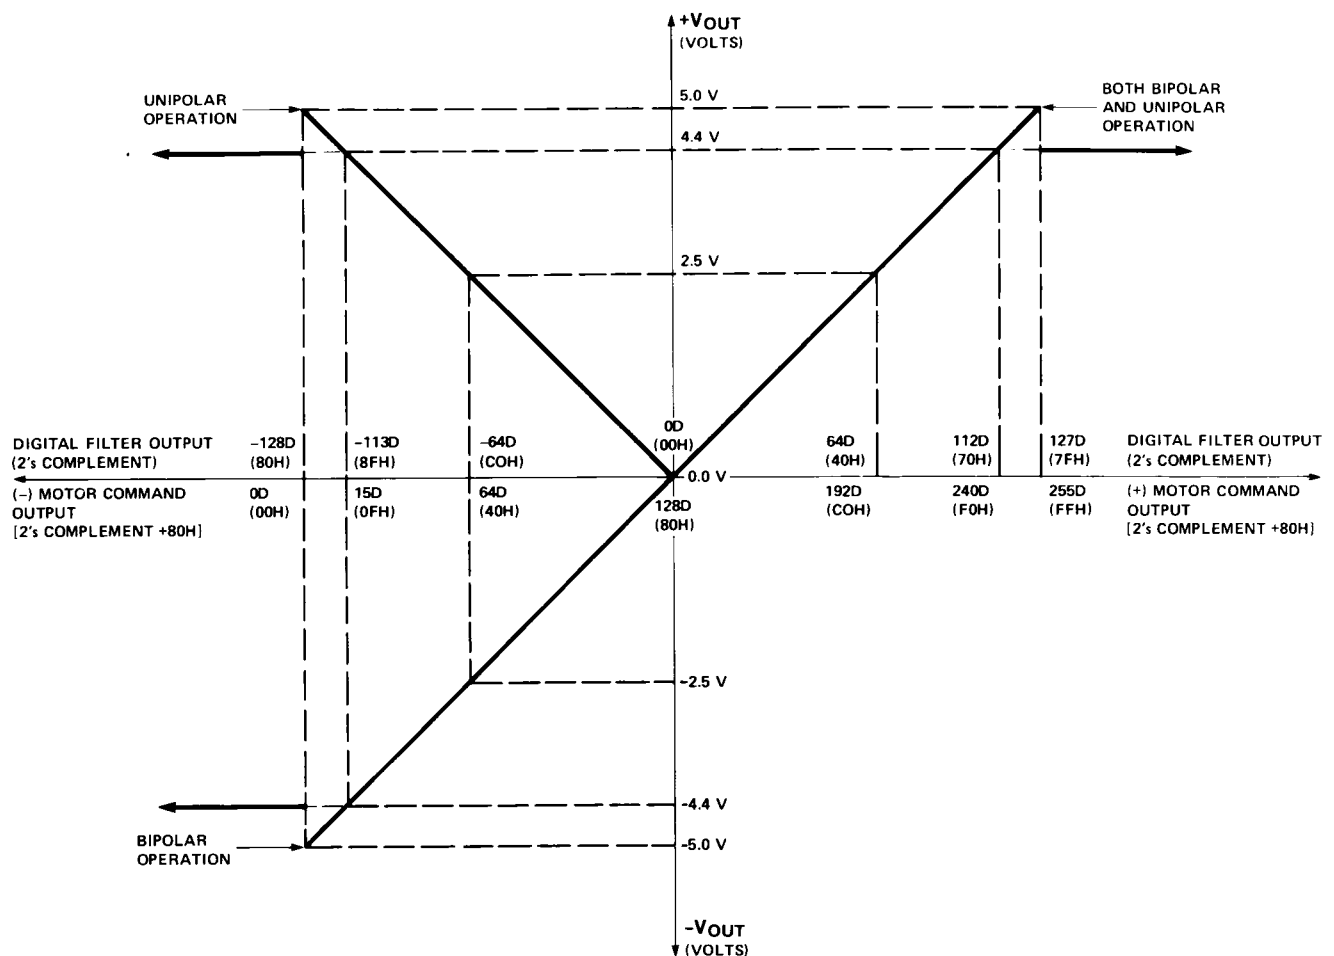 +VOUT
(VOLTS)
UNIPOLAR
OPERATION
5.0 V
BOTH BIPOLAR
AND UNIPOLAR
OPERATION
4.4 V
2.5 V
DIGITAL FILTER OUTPUT
(2's COMPLEMENT)
-128D
(80H)
-113D
(8FH)
-64D
(COH)
0D
(00H)
64D
(40H)
112D
(70H)
127D
(7FH)
DIGITAL FILTER OUTPUT
(2's COMPLEMENT)
0.0 V
(-) MOTOR COMMAND
OUTPUT
[2's COMPLEMENT +80H]
0D
(00H)
15D
(0FH)
64D
(40H)
128D
(80H)
192D
(COH)
240D
(F0H)
255D
(FFH)
(+) MOTOR COMMAND
OUTPUT
[2's COMPLEMENT +80H]
-2.5 V
-4.4 V
BIPOLAR
OPERATION
-5.0 V
-VOUT
(VOLTS)